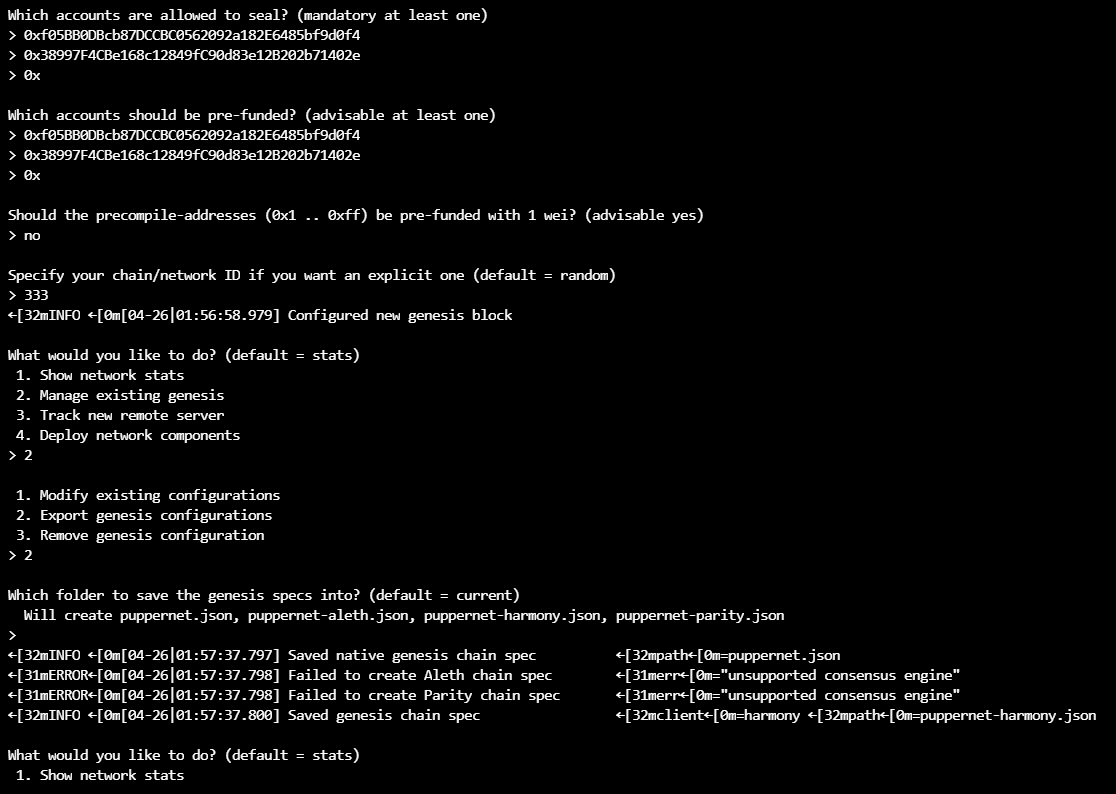 Which accounts are allowed to seal? (mandatory at least one)
> 0xf05BB0DBcb87DCCBC0562092a182E6485bf9d0f4
> 0x38997F4CBe168c12849fC90d83e12B202b71402e
> 0x
Which accounts should be pre-funded? (advisable at least one)
> 0xf05BB0DBcb87DCCBC0562092a182E6485bf9d0f4
> 0x38997F4CBe168c12849fC90d83e12B202b71402e
> 0x
Should the precompile-addresses (0x1 .. 0xff) be pre-funded with 1 wei? (advisable yes)
> no
Specify your chain/network ID if you want an explicit one (default = random)
> 333
←[32mINFO ←[0m[04-26|01:56:58.979] Configured new genesis block
What would you like to do? (default = stats)
1. Show network stats
2. Manage existing genesis
3. Track new remote server
4. Deploy network components
> 2
1. Modify existing configurations
2. Export genesis configurations
3. Remove genesis configuration
> 2
Which folder to save the genesis specs into? (default = current)
Will create puppernet.json, puppernet-aleth.json, puppernet-harmony.json, puppernet-parity.json
>
←[32mINFO ←[0m[04-26|01:57:37.797] Saved native genesis chain spec ←[32mpath←[0m=puppernet.json
←[31mERROR←[0m[04-26|01:57:37.798] Failed to create Aleth chain spec ←[31merr←[0m="unsupported consensus engine"
←[31mERROR←[0m[04-26|01:57:37.798] Failed to create Parity chain spec ←[31merr←[0m="unsupported consensus engine"
←[32mINFO ←[0m[04-26|01:57:37.800] Saved genesis chain spec ←[32mclient←[0m=harmony ←[32mpath←[0m=puppernet-harmony.json
What would you like to do? (default = stats)
1. Show network stats